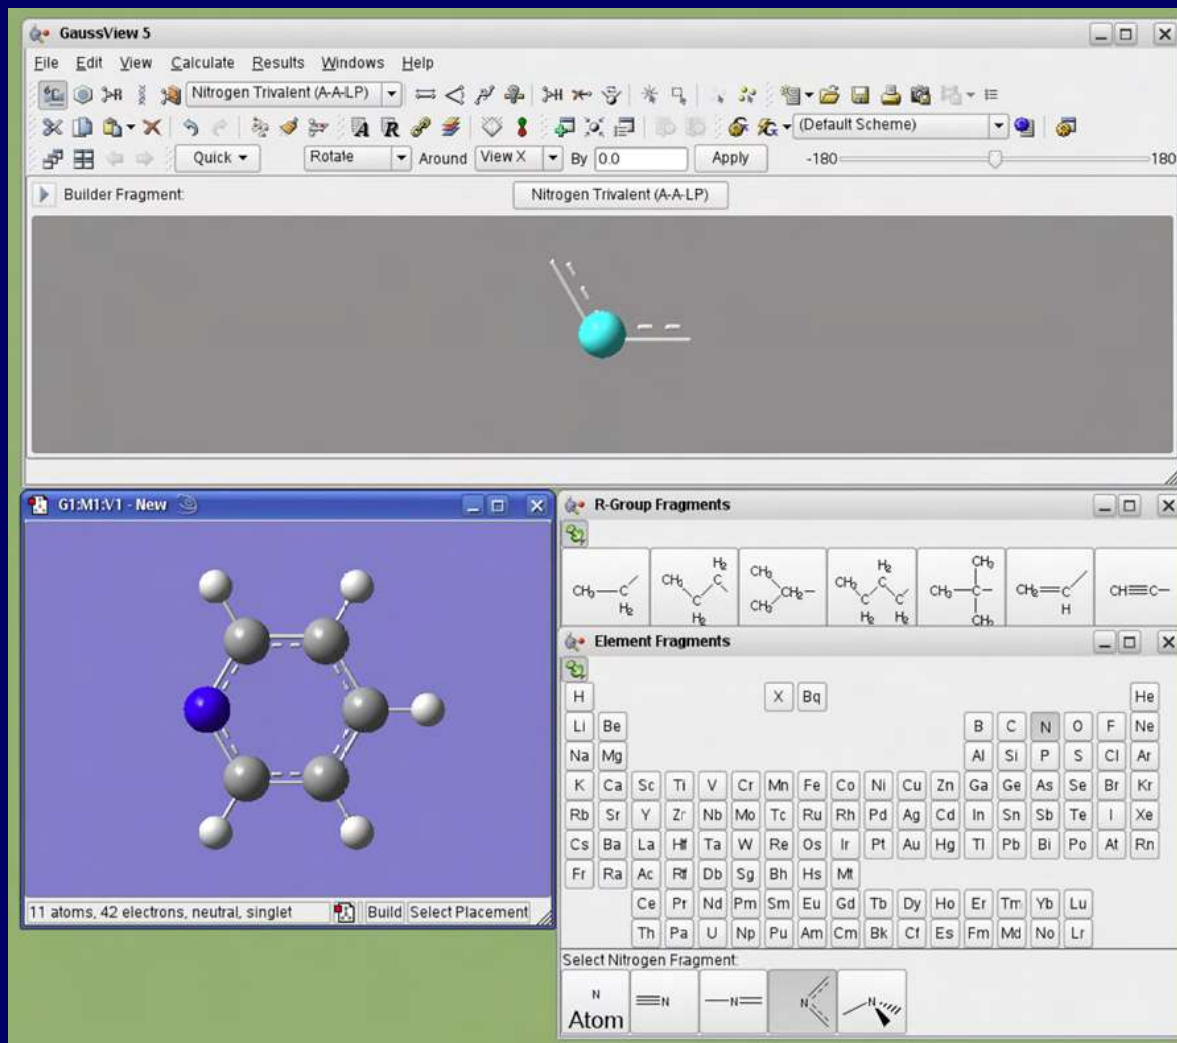 GaussView 5
File Edit View Calculate Results Windows Help
Nitrogen Trivalent (A-A-LP)
(Default Scheme)
Quick Rotate Around View X By 0.0 Apply -180 180
Builder Fragment: Nitrogen Trivalent (A-A-LP)
G1:M1:V1 - New
11 atoms, 42 electrons, neutral, singlet Build Select Placement
R-Group Fragments
Element Fragments
H X Bq He
Li Be B C N O F Ne
Na Mg Al Si P S Cl Ar
K Ca Sc Ti V Cr Mn Fe Co Ni Cu Zn Ga Ge As Se Br Kr
Rb Sr Y Zr Nb Mo Tc Ru Rh Pd Ag Cd In Sn Sb Te I Xe
Cs Ba La Hf Ta W Re Os Ir Pt Au Hg Tl Pb Bi Po At Rn
Fr Ra Ac Rf Db Sg Bh Hs Mt
Ce Pr Nd Pm Sm Eu Gd Tb Dy Ho Er Tm Yb Lu
Th Pa U Np Pu Am Cm Bk Cf Es Fm Md No Lr
Select Nitrogen Fragment:
N
Atom
≡N
—N=
N
N